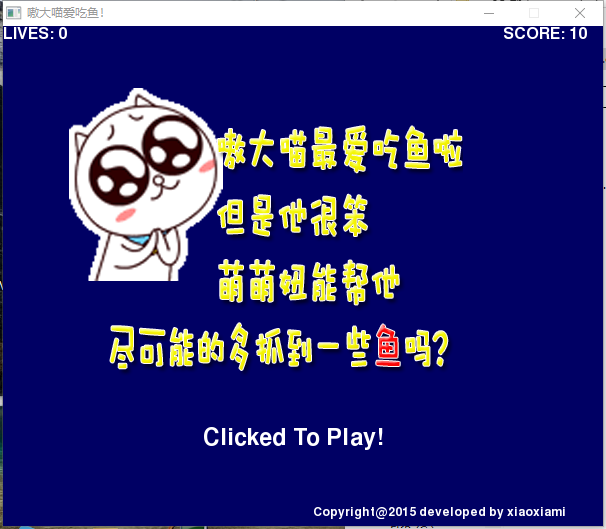 嗷大喵爱吃鱼!
LIVES: 0
SCORE: 10
嗷大喵最爱吃鱼啦
但是他很笨
萌萌妞能帮他
尽可能的多抓到一些鱼吗?
Clicked To Play!
Copyright@2015 developed by xiaoxiami